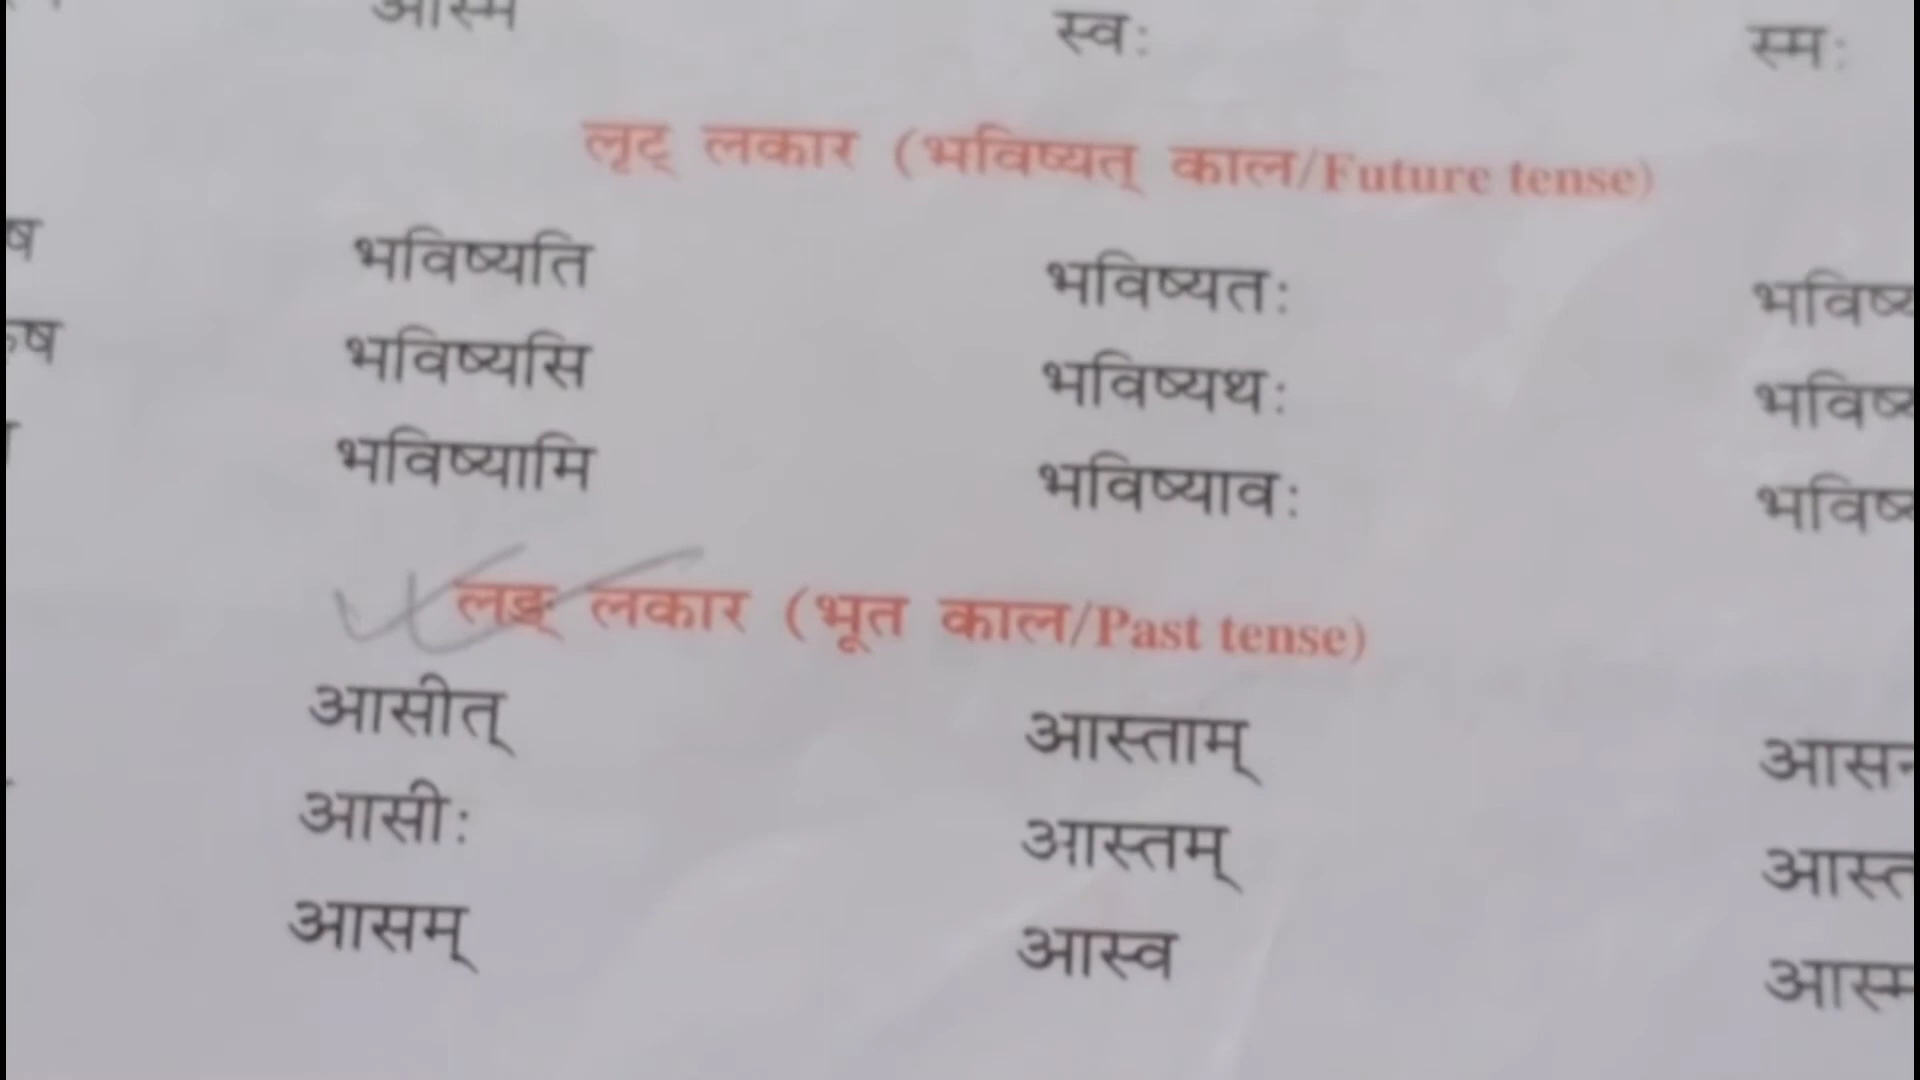 स्वः स्मः
लृट् लकार (भविष्यत् काल/Future tense)
भविष्यति भविष्यतः
भविष्यसि भविष्यथः
भविष्यामि भविष्यावः
लङ् लकार (भूत काल/Past tense)
आसीत् आस्ताम्
आसीः आस्तम्
आसम् आस्व